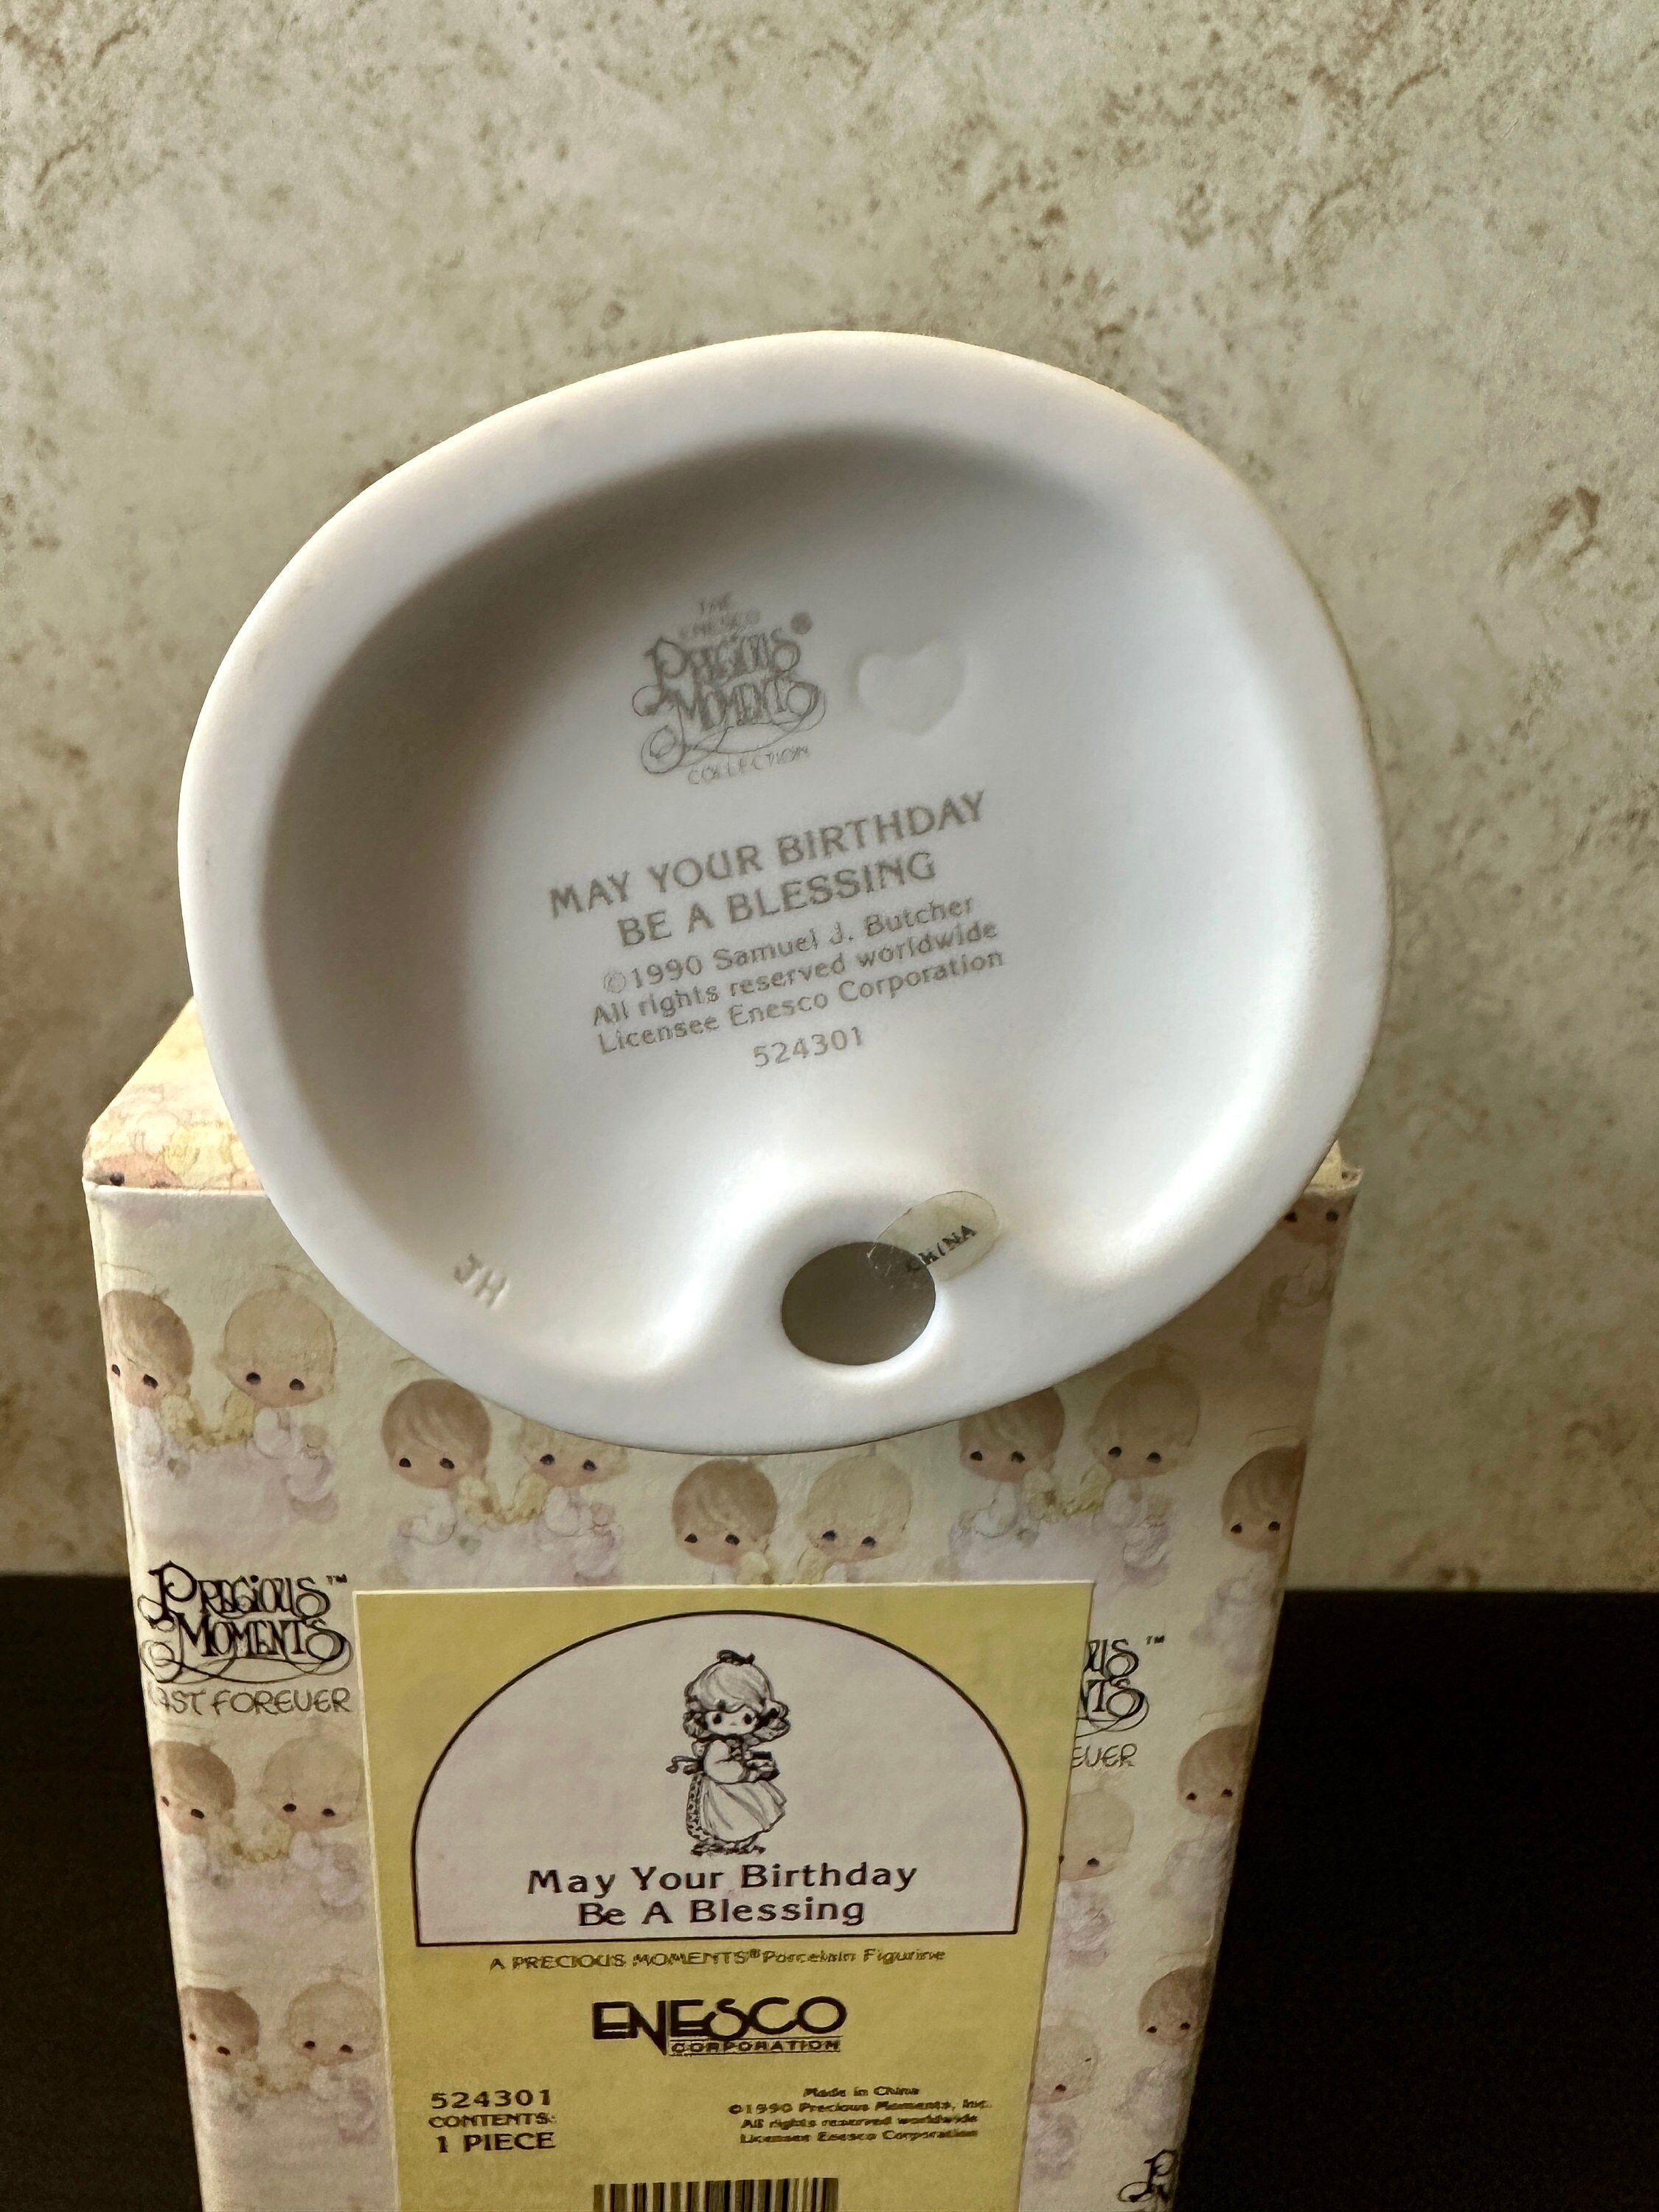 THE
ENESCO
PRECIOUS®
MOMENTS
COLLECTION
MAY YOUR BIRTHDAY
BE A BLESSING
©1990 Samuel J. Butcher
All rights reserved worldwide
Licensee Enesco Corporation
524301
CHINA
JH
PRECIOUS™
MOMENTS
LAST FOREVER
May Your Birthday
Be A Blessing
A PRECIOUS MOMENTS® Porcelain Figurine
ENESCO
CORPORATION
524301
CONTENTS:
1 PIECE
Made in China
©1990 Precious Moments, Inc.
All rights reserved worldwide
Licensee Enesco Corporation